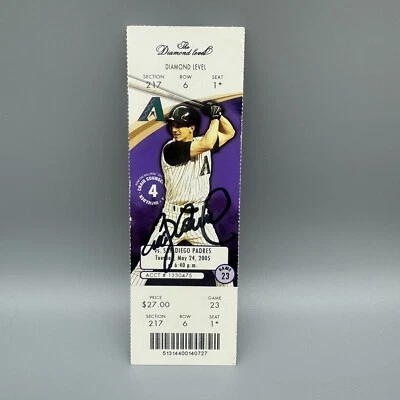 The
Diamond Level
DIAMOND LEVEL
SECTION ROW SEAT
217 6 1*
CRAIG COUNSELL
4
INFIELDER
A
vs. SAN DIEGO PADRES
Tuesday, May 24, 2005
6:40 p.m.
ACCT # 1330475
GAME
23
PRICE GAME
$27.00 23
SECTION ROW SEAT
217 6 1*
51314400140727